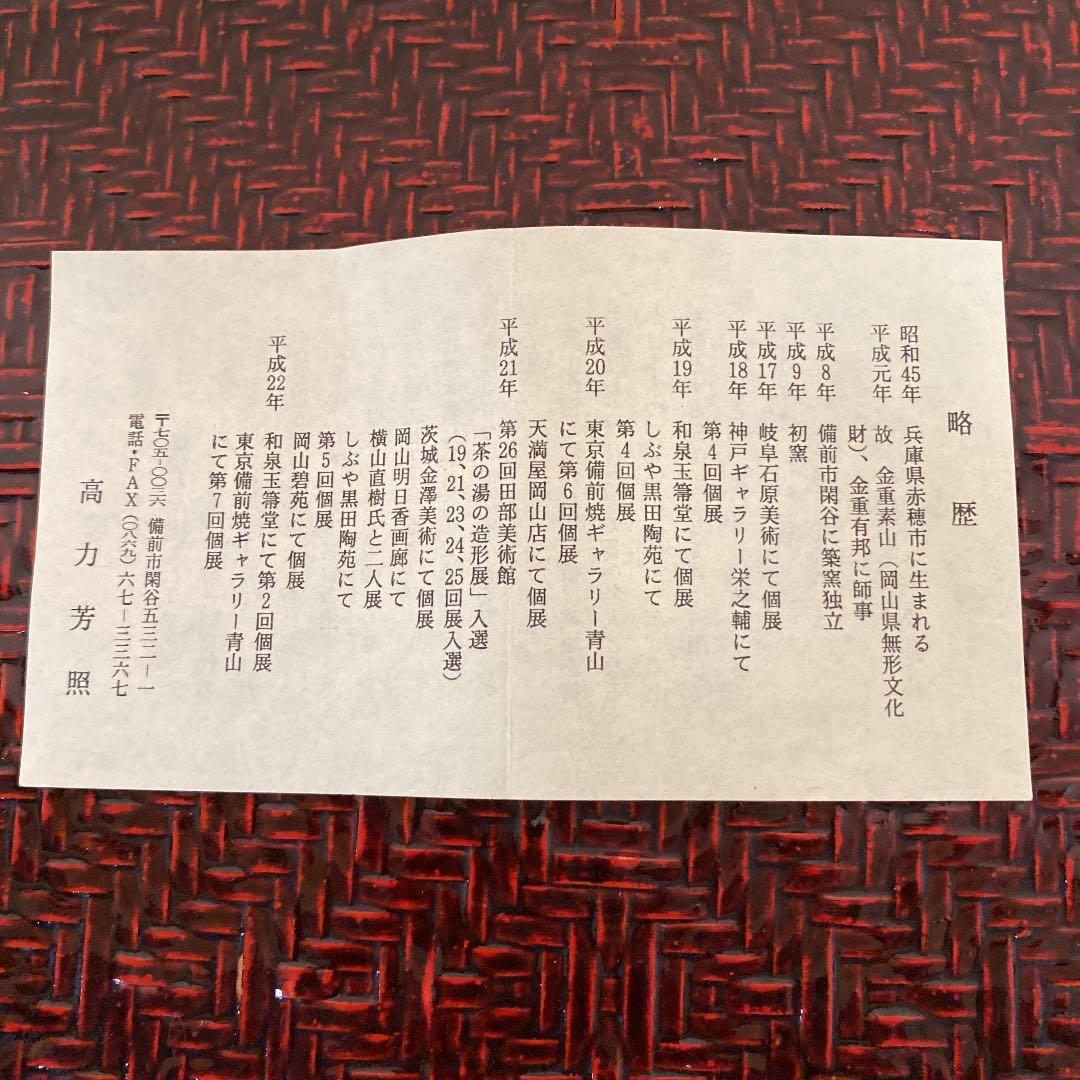 略歴
昭和45年 兵庫県赤穂市に生まれる
平成元年 故 金重素山(岡山県無形文化
財)、金重有邦に師事
平成8年 備前市閑谷に築窯独立
平成9年 初窯
平成17年 岐阜石原美術にて個展
平成18年 神戸ギャラリー栄之輔にて
第4回個展
平成19年 和泉玉箒堂にて個展
しぶや黒田陶苑にて
第4回個展
平成20年 東京備前焼ギャラリー青山
にて第6回個展
天満屋岡山店にて個展
平成21年 第26回田部美術館
「茶の湯の造形展」入選
(19、21、23、24、25回展入選)
茨城金澤美術にて個展
岡山明日香画廊にて
横山直樹氏と二人展
しぶや黒田陶苑にて
第5回個展
岡山碧苑にて個展
平成22年 和泉玉箒堂にて第2回個展
東京備前焼ギャラリー青山
にて第7回個展
〒七〇五-〇〇三六 備前市閑谷五三二-一
電話・FAX(〇八六九)六七-三三六七
高力芳照